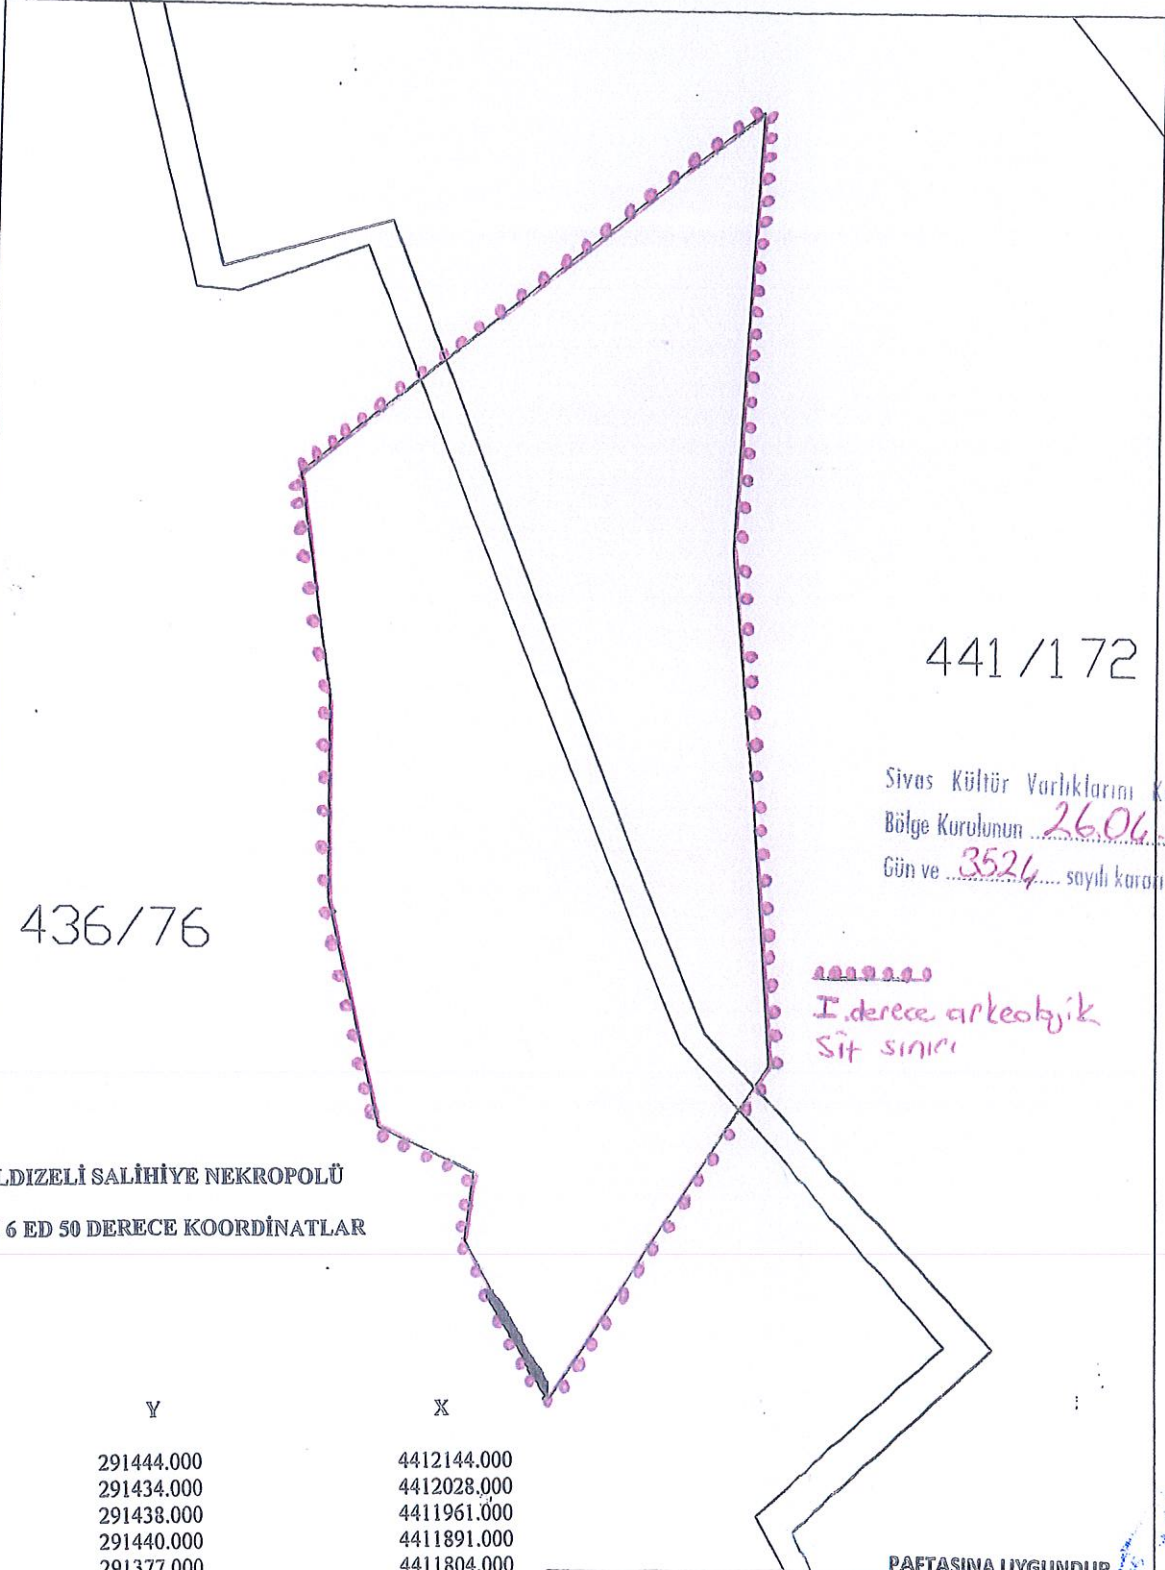 441/172
Sivas Kültür Varlıklarını K
Bölge Kurulunun 26.04.
Gün ve 3524 sayılı karar
436/76
I. derece arkeolojik
Sit sınırı
LDIZELİ SALİHİYE NEKROPOLÜ
6 ED 50 DERECE KOORDİNATLAR
Y X
291444.000 4412144.000
291434.000 4412028.000
291438.000 4411961.000
291440.000 4411891.000
291377.000 4411804.000
PAFTASINA UYGUNDUR